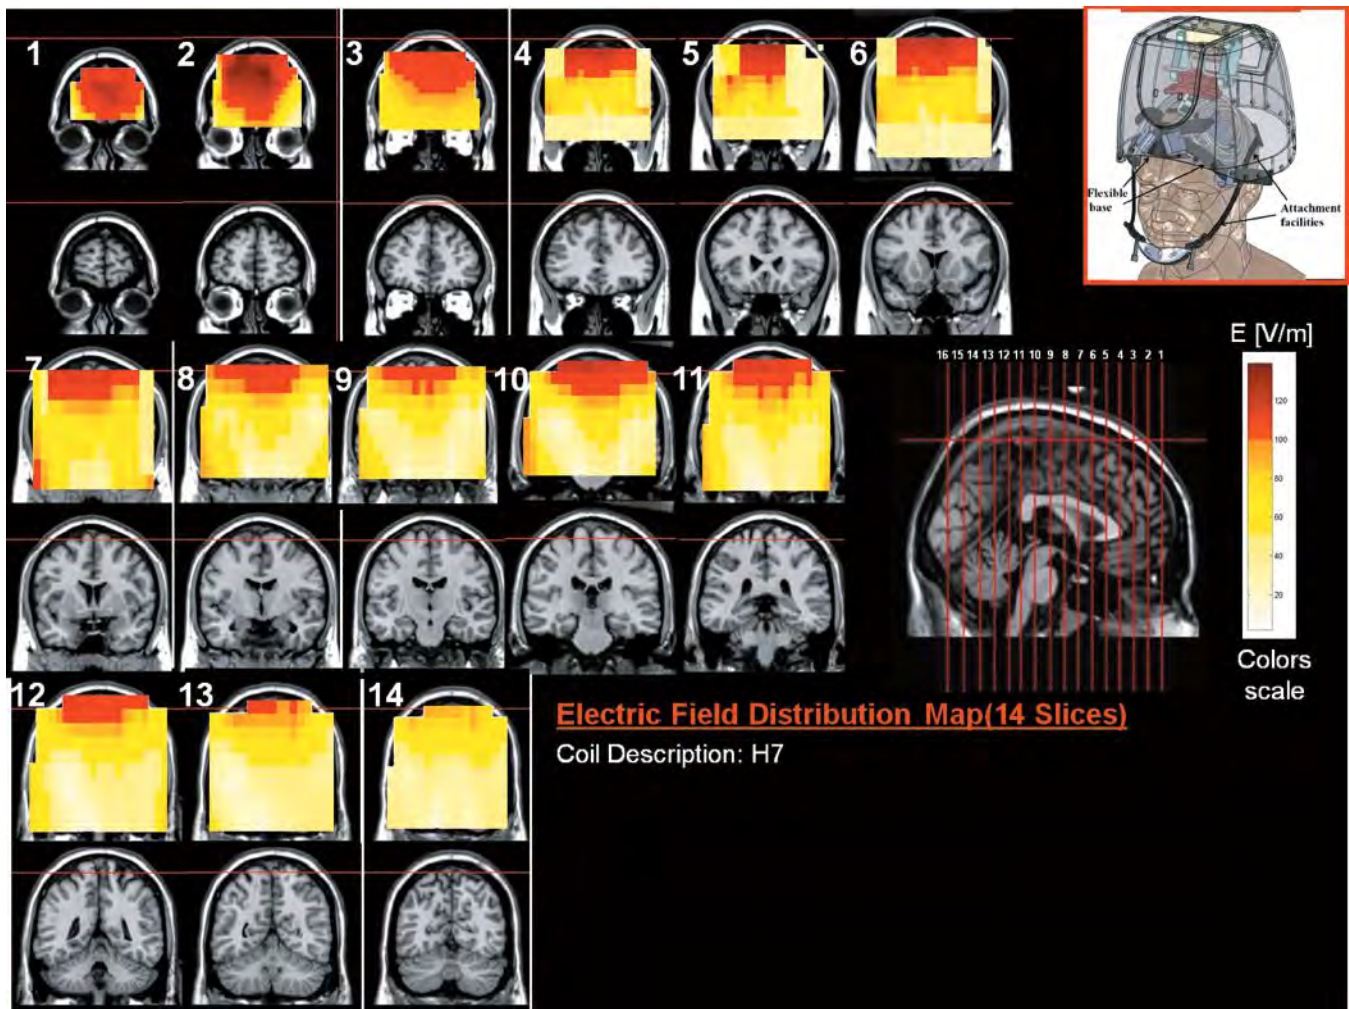 1 2 3 4 5 6
Flexible
base
Attachment
facilities
E [V/m]
7 8 9 10 11
16 15 14 13 12 11 10 9 8 7 6 5 4 3 2 1
120
100
80
60
40
20
Colors
scale
12 13 14
Electric Field Distribution Map(14 Slices)
Coil Description: H7